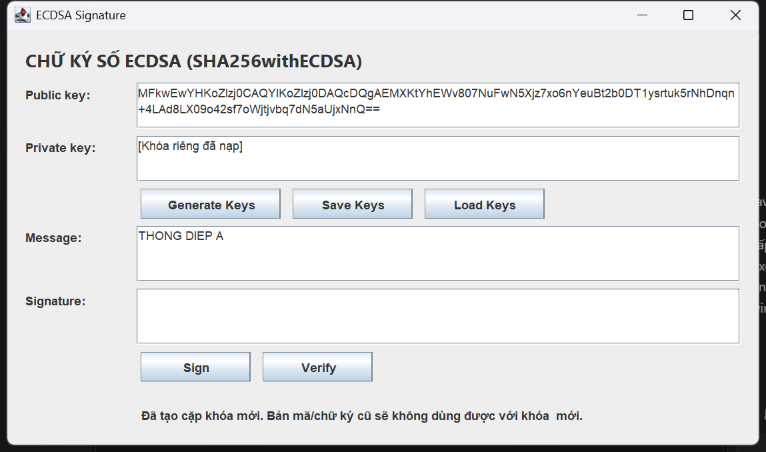 ECDSA Signature
CHỮ KÝ SỐ ECDSA (SHA256withECDSA)
Public key:
MFkwEwYHKoZIzj0CAQYIKoZIzj0DAQcDQgAEMXKtYhEWv807NuFwN5Xjz7xo6nYeuBt2b0DT1ysrtuk5rNhDnqn
+4LAd8LX09o42sf7oWjtjvbq7dN5aUjxNnQ==
Private key:
[Khóa riêng đã nạp]
Generate Keys
Save Keys
Load Keys
Message:
THONG DIEP A
Signature:
Sign
Verify
Đã tạo cặp khóa mới. Bản mã/chữ ký cũ sẽ không dùng được với khóa  mới.